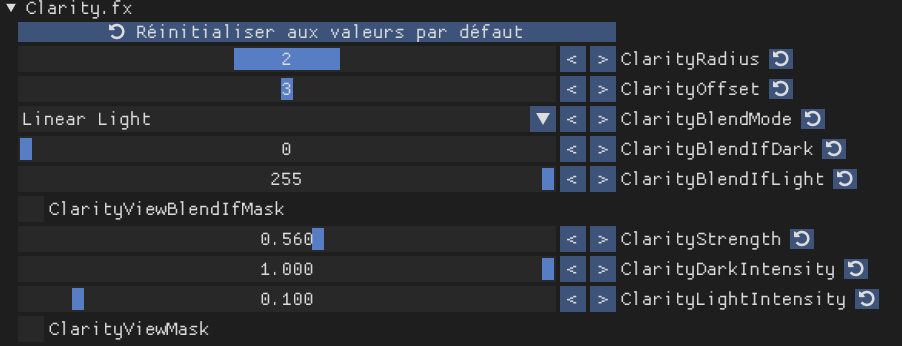 Clarity.fx
Réinitialiser aux valeurs par défaut
2 < > ClarityRadius
3 < > ClarityOffset
Linear Light < > ClarityBlendMode
0 < > ClarityBlendIfDark
255 < > ClarityBlendIfLight
ClarityViewBlendIfMask
0.560 < > ClarityStrength
1.000 < > ClarityDarkIntensity
0.100 < > ClarityLightIntensity
ClarityViewMask